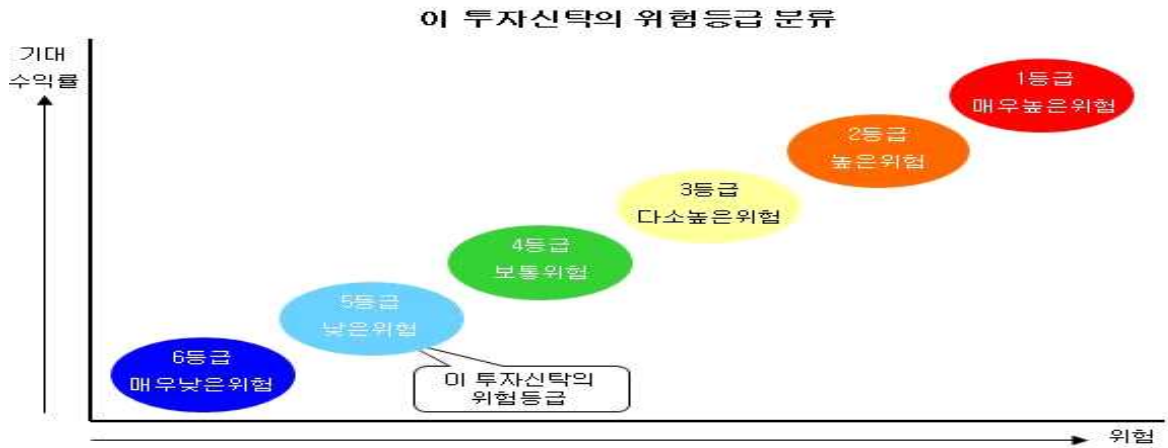 이 투자신탁의 위험등급 분류
기대
수익률
1등급
매우높은위험
2등급
높은위험
3등급
다소높은위험
4등급
보통위험
5등급
낮은위험
6등급
매우낮은위험
이 투자신탁의
위험등급
위험